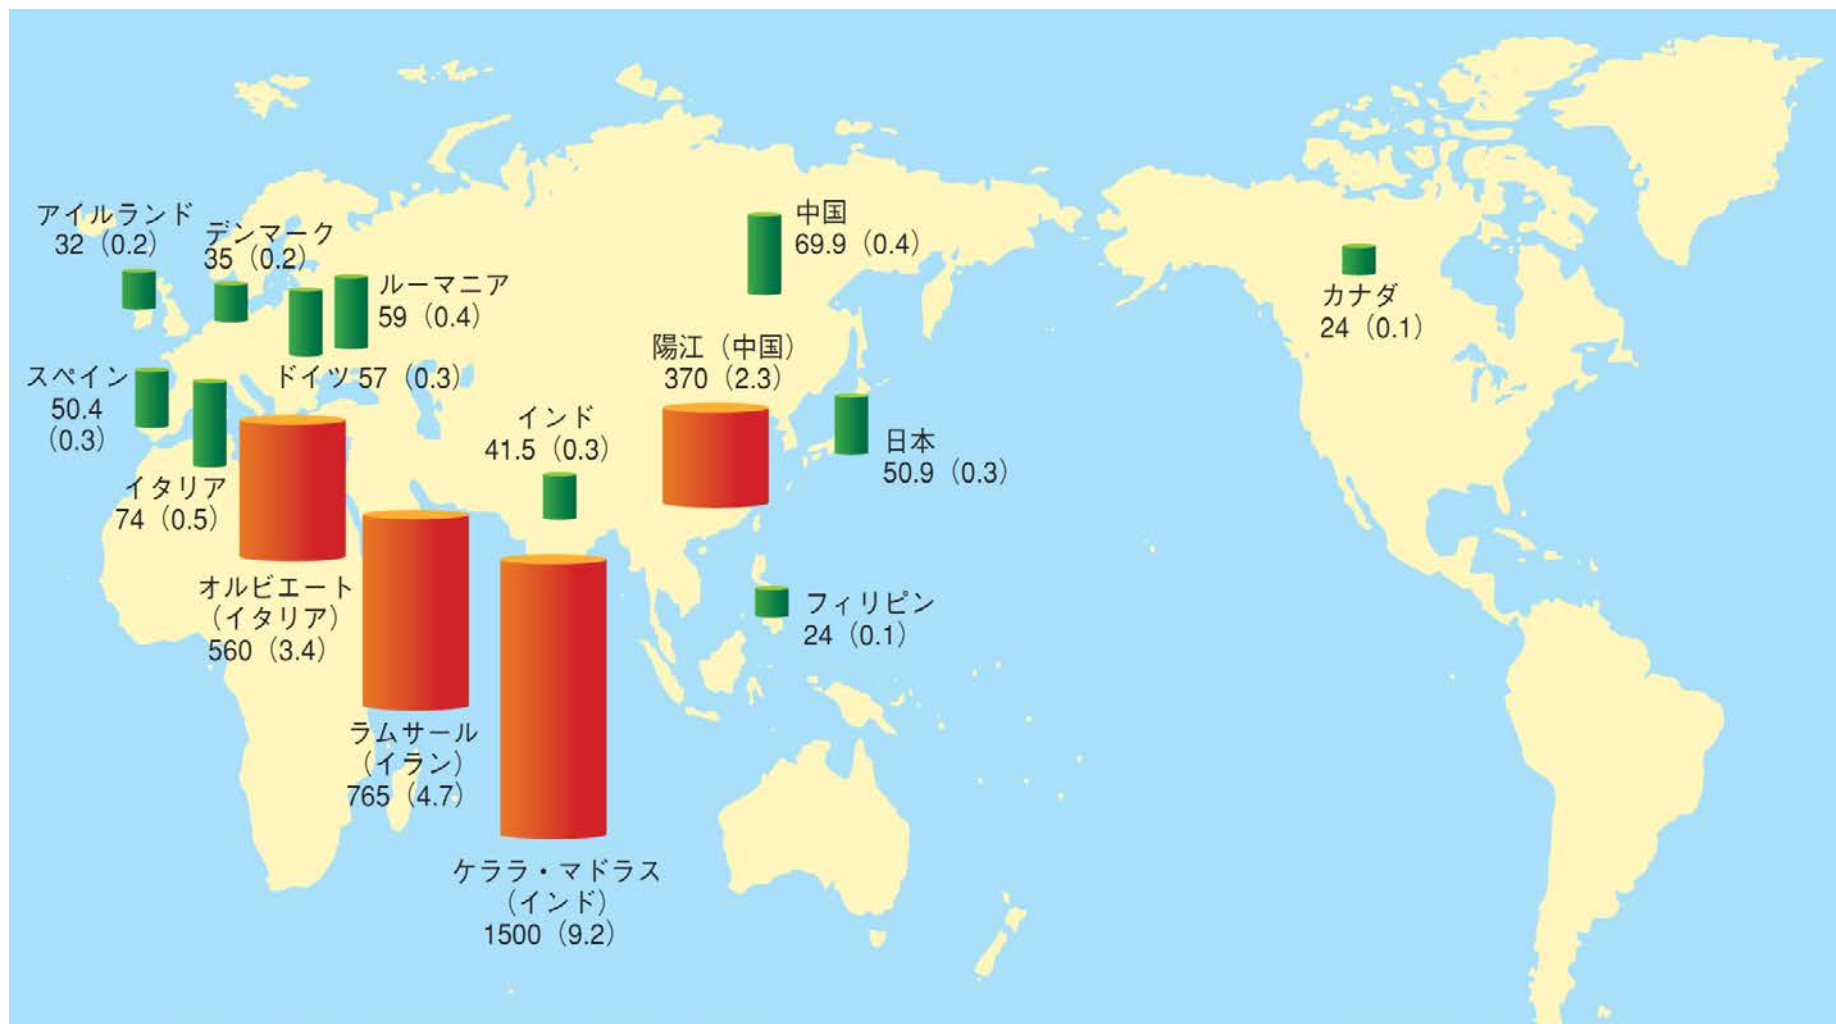 アイルランド
32（0.2）
デンマーク
35（0.2）
ルーマニア
59（0.4）
ドイツ 57（0.3）
スペイン
50.4
（0.3）
イタリア
74（0.5）
オルビエート
（イタリア）
560（3.4）
ラムサール
（イラン）
765（4.7）
インド
41.5（0.3）
ケララ・マドラス
（インド）
1500（9.2）
中国
69.9（0.4）
陽江（中国）
370（2.3）
日本
50.9（0.3）
フィリピン
24（0.1）
カナダ
24（0.1）